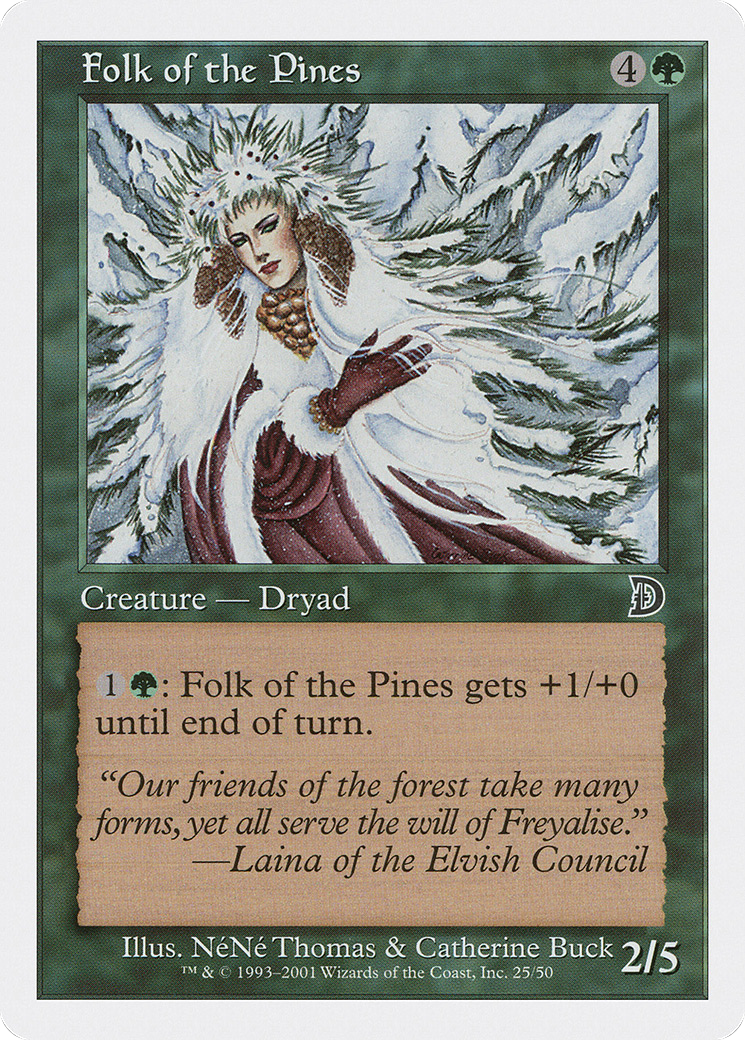 Folk of the Pines
4
Creature — Dryad
D
1 : Folk of the Pines gets +1/+0
until end of turn.
“Our friends of the forest take many
forms, yet all serve the will of Freyalise.”
—Laina of the Elvish Council
Illus. NéNé Thomas & Catherine Buck
2/5
™ & © 1993–2001 Wizards of the Coast, Inc. 25/50